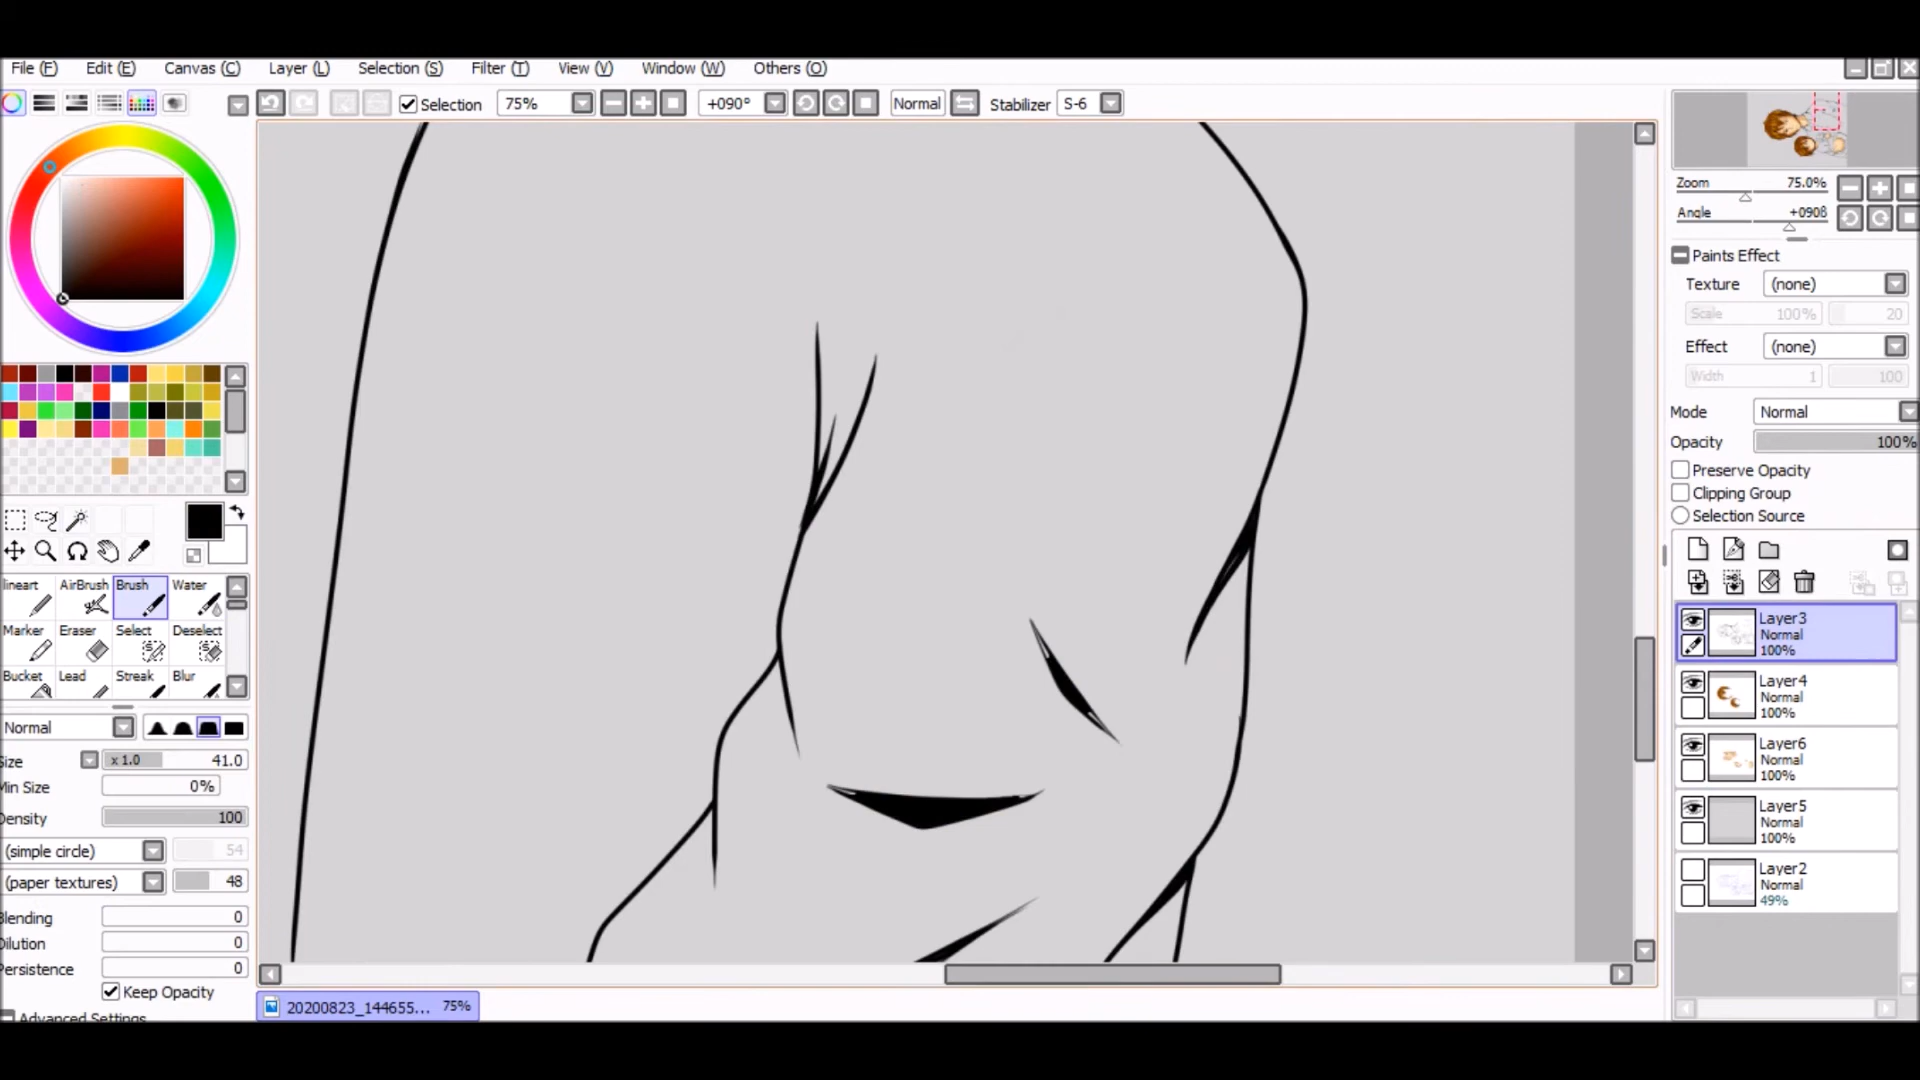 File (F) Edit (E) Canvas (C) Layer (L) Selection (S) Filter (T) View (V) Window (W) Others (O)
Selection 75% +090° Normal Stabilizer S-6
Zoom 75.0%
Angle +0908
Paints Effect
Texture (none)
Scale 100% 20
Effect (none)
Width 1 100
Mode Normal
Opacity 100%
Preserve Opacity
Clipping Group
Selection Source
lineart AirBrush Brush Water
Marker Eraser Select Deselect
Bucket Lead Streak Blur
Normal
Size x 1.0 41.0
Min Size 0%
Density 100
(simple circle) 54
(paper textures) 48
Blending 0
Dilution 0
Persistence 0
Keep Opacity
Advanced Settings
Layer3
Normal
100%
Layer4
Normal
100%
Layer6
Normal
100%
Layer5
Normal
100%
Layer2
Normal
49%
20200823_144655... 75%